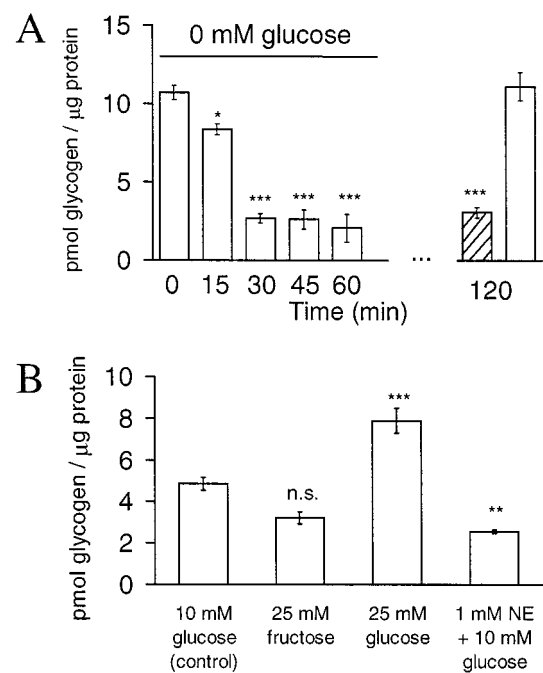 A
15
0 mM glucose
10
*
***
***
***
***
5
0
...
0 15 30 45 60 120
Time (min)
pmol glycogen / µg protein
B
10
***
8
6
n.s.
**
4
2
0
pmol glycogen / µg protein
10 mM 25 mM 25 mM 1 mM NE
glucose fructose glucose + 10 mM
(control) glucose